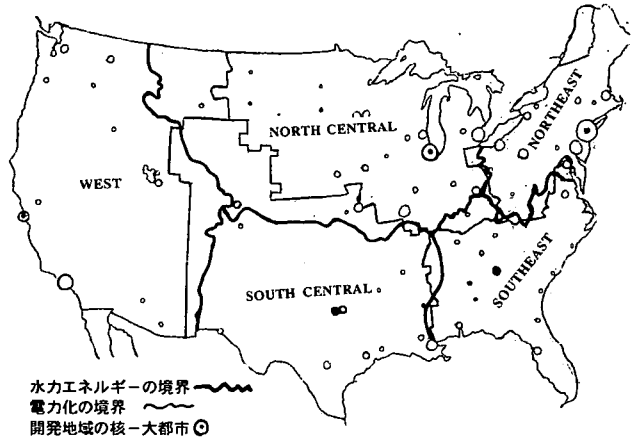 NORTH CENTRAL
NORTHEAST
WEST
SOUTH CENTRAL
SOUTHEAST
水力エネルギーの境界
電力化の境界
開発地域の核−大都市